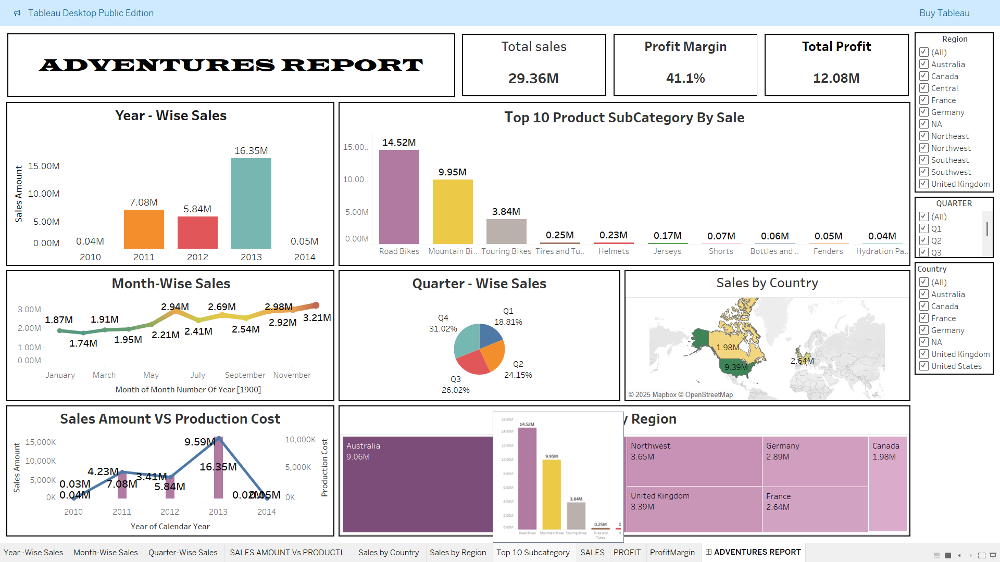 Tableau Desktop Public Edition
Buy Tableau
ADVENTURES REPORT
Total sales
29.36M
Profit Margin
41.1%
Total Profit
12.08M
Region
(All)
Australia
Canada
Central
France
Germany
NA
Northeast
Northwest
Southeast
Southwest
United Kingdom
QUARTER
(All)
Q1
Q2
Q3
Country
(All)
Australia
Canada
France
Germany
NA
United Kingdom
United States
Year - Wise Sales
Sales Amount
15.00M
10.00M
5.00M
0.00M
0.04M
7.08M
5.84M
16.35M
0.05M
2010
2011
2012
2013
2014
Top 10 Product SubCategory By Sale
15.00..
10.00..
5.00M
0.00M
14.52M
9.95M
3.84M
0.25M
0.23M
0.17M
0.07M
0.06M
0.05M
0.04M
Road Bikes
Mountain Bi..
Touring Bikes
Tires and Tu..
Helmets
Jerseys
Shorts
Bottles and ..
Fenders
Hydration Pa..
Month-Wise Sales
3.00M
2.00M
1.00M
0.00M
1.87M
1.74M
1.91M
1.95M
2.21M
2.94M
2.41M
2.69M
2.54M
2.92M
2.98M
3.21M
January
March
May
July
September
November
Month of Month Number Of Year [1900]
Quarter - Wise Sales
Q4
31.02%
Q1
18.81%
Q2
24.15%
Q3
26.02%
Sales by Country
1.98M
9.39M
2.64M
© 2025 Mapbox © OpenStreetMap
Sales Amount VS Production Cost
Sales Amount
15,000K
10,000K
5,000K
0K
0.03M
0.04M
4.23M
7.08M
3.41M
5.84M
9.59M
16.35M
0.05M
10,000K
5,000K
0K
Production Cost
2010
2011
2012
2013
2014
Year of Calendar Year
y Region
Australia
9.06M
Northwest
3.65M
United Kingdom
3.39M
Germany
2.89M
France
2.64M
Canada
1.98M
16.00M
14.00M
12.00M
10.00M
8.00M
6.00M
4.00M
2.00M
0.00M
14.52M
9.95M
3.84M
0.25M
Road Bikes
Mountain Bikes
Touring Bikes
Tires and
Tubes
Year -Wise Sales
Month-Wise Sales
Quarter-Wise Sales
SALES AMOUNT Vs PRODUCTI...
Sales by Country
Sales by Region
Top 10 Subcategory
SALES
PROFIT
ProfitMargin
ADVENTURES REPORT